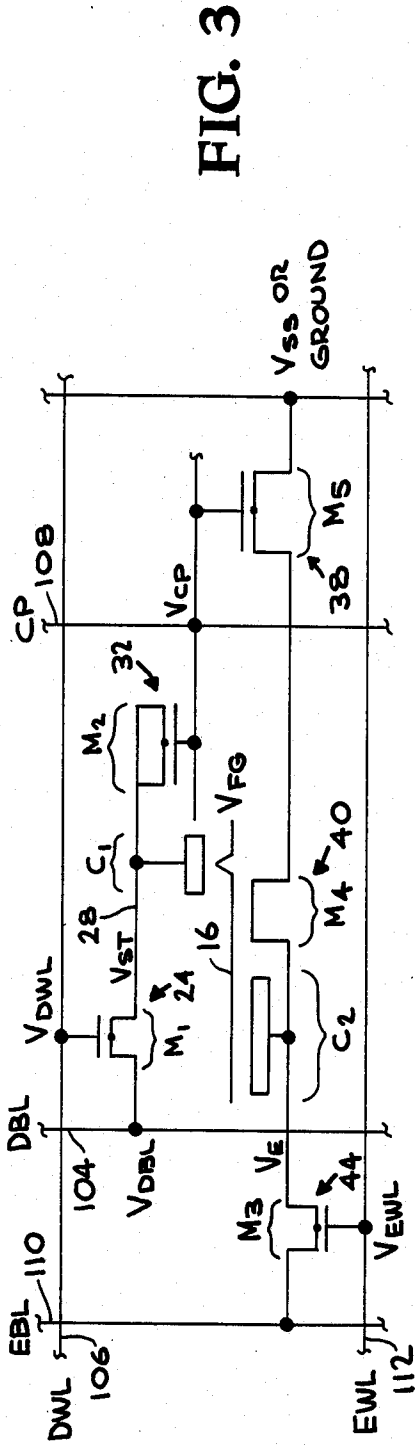 FIG. 3
EBL 110
DBL
CP 108
DWL
106
104
VDWL
M1
24
VST
28
C1
M2
32
VCP
VDBL
16
VFG
VE
M3
44
C2
M4
40
38
M5
VSS OR
GROUND
VEWL
EWL
112